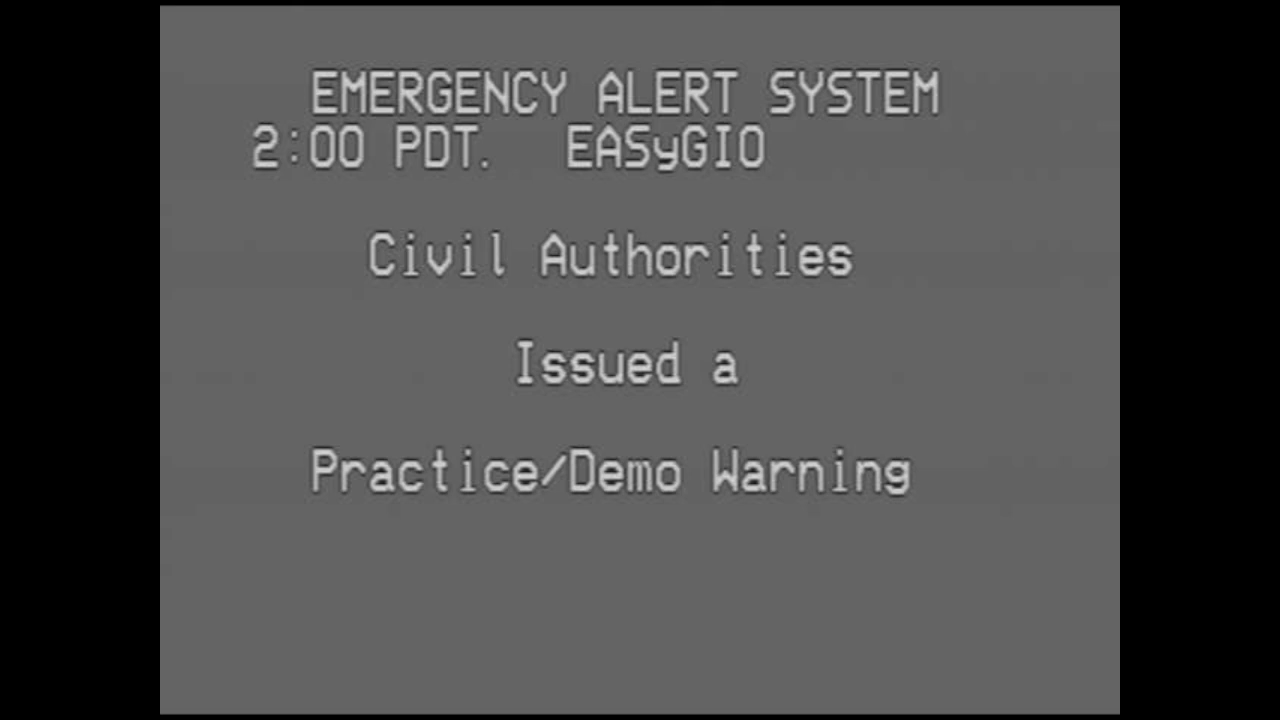 EMERGENCY ALERT SYSTEM
2:00 PDT. EASyGIO
Civil Authorities
Issued a
Practice/Demo Warning